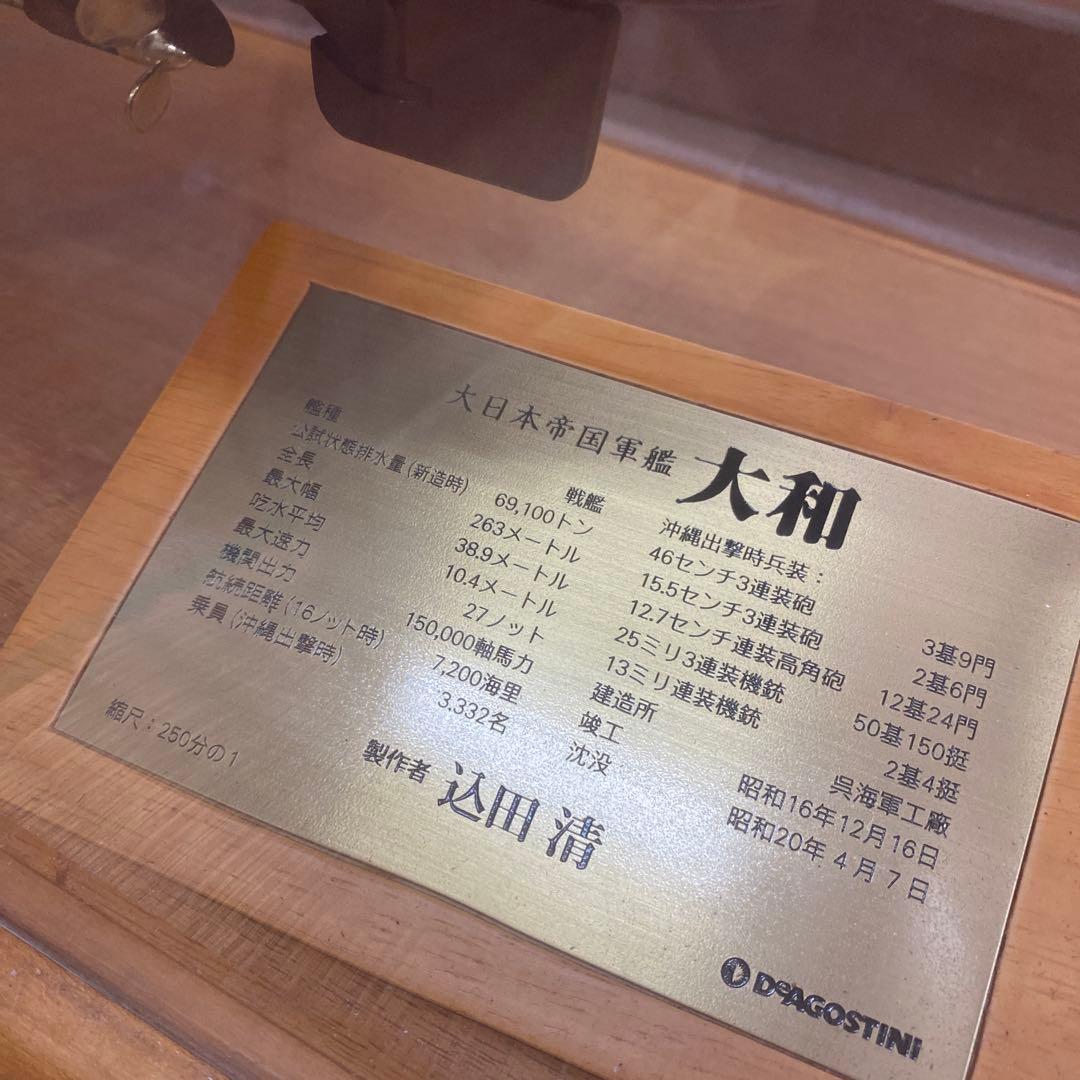 大日本帝国軍艦 大和
艦種 戦艦
公試状態排水量(新造時) 69,100トン
全長 263メートル
最大幅 38.9メートル
吃水平均 10.4メートル
最大速力 27ノット
機関出力 150,000軸馬力
航続距離(16ノット時) 7,200海里
乗員(沖縄出撃時) 3,332名
沖縄出撃時兵装:
46センチ3連装砲 3基9門
15.5センチ3連装砲 2基6門
12.7センチ連装高角砲 12基24門
25ミリ3連装機銃 50基150挺
13ミリ連装機銃 2基4挺
建造所 呉海軍工廠
竣工 昭和16年12月16日
沈没 昭和20年4月7日
縮尺:250分の1
製作者 込田 清
DeAGOSTINI